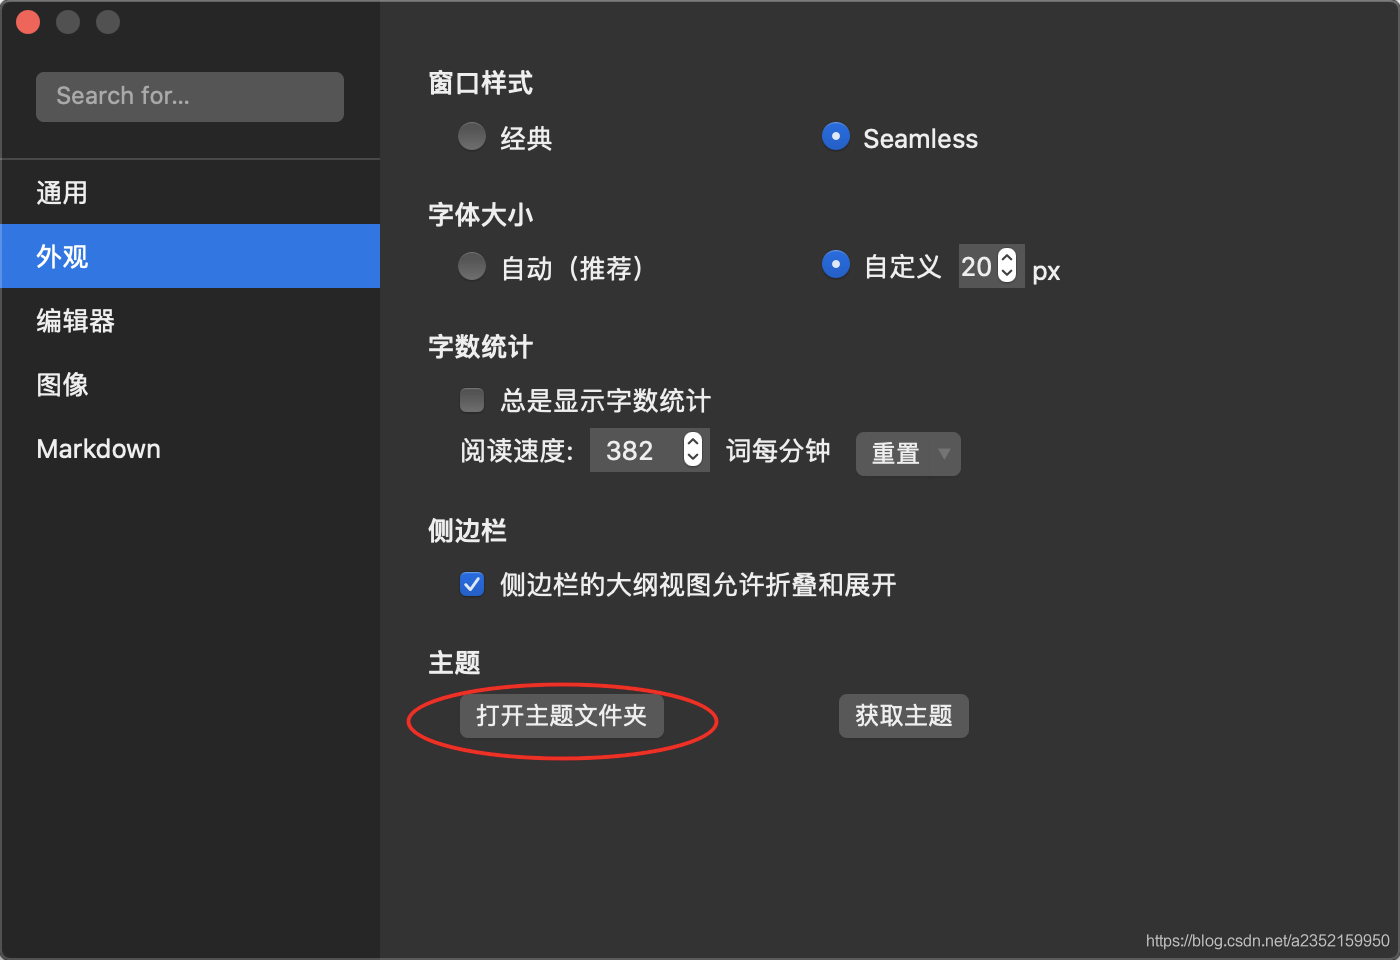 Search for...
通用
外观
编辑器
图像
Markdown
窗口样式
经典
Seamless
字体大小
自动（推荐）
自定义 20 px
字数统计
总是显示字数统计
阅读速度: 382 词每分钟 重置
侧边栏
侧边栏的大纲视图允许折叠和展开
主题
打开主题文件夹
获取主题
https://blog.csdn.net/a2352159950